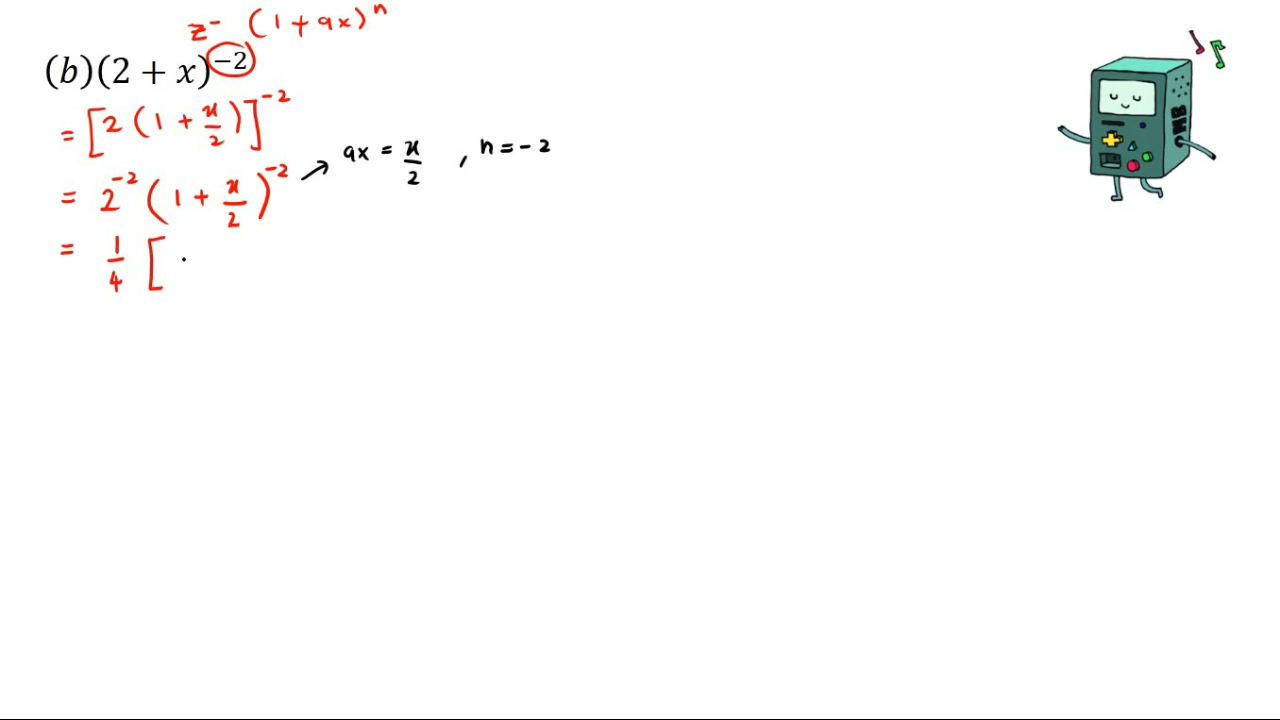 z⁻ (1 + ax)ⁿ
(b)(2 + x)⁻²
= [2 (1 + x/2)]⁻²
= 2⁻² (1 + x/2)⁻² → ax = x/2 , n = -2
= 1/4 [